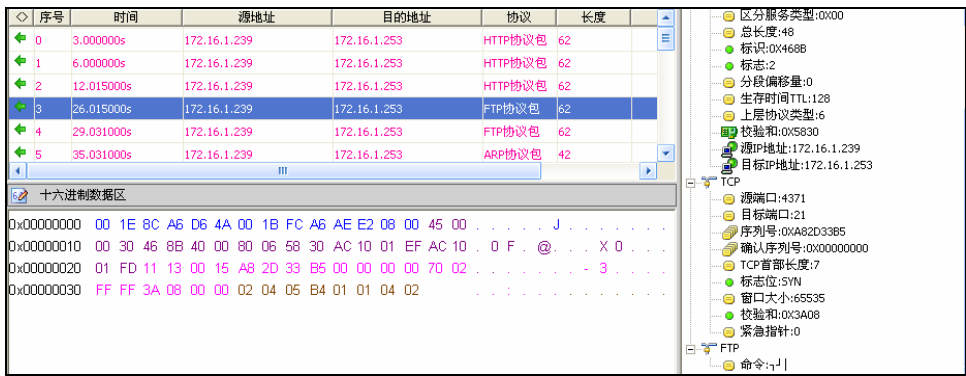 序号 时间 源地址 目的地址 协议 长度
0 3.000000s 172.16.1.239 172.16.1.253 HTTP协议包 62
1 6.000000s 172.16.1.239 172.16.1.253 HTTP协议包 62
2 12.015000s 172.16.1.239 172.16.1.253 HTTP协议包 62
3 26.015000s 172.16.1.239 172.16.1.253 FTP协议包 62
4 29.031000s 172.16.1.239 172.16.1.253 FTP协议包 62
5 35.031000s 172.16.1.239 172.16.1.253 ARP协议包 42
十六进制数据区
0x00000000 00 1E 8C A6 D6 4A 00 1B FC A6 AE E2 08 00 45 00 . . . . . J . . . . . . . .
0x00000010 00 30 46 8B 40 00 80 06 58 30 AC 10 01 EF AC 10 . 0 F . @. . . X 0 . . . .
0x00000020 01 FD 11 13 00 15 A8 2D 33 B5 00 00 00 00 70 02 . . . . . . . - 3 . . . . .
0x00000030 FF FF 3A 08 00 00 02 04 05 B4 01 01 04 02 . . : . . . . . . . . . . .
区分服务类型:0X00
总长度:48
标识:0X468B
标志:2
分段偏移量:0
生存时间TTL:128
上层协议类型:6
校验和:0X5830
源IP地址:172.16.1.239
目标IP地址:172.16.1.253
TCP
源端口:4371
目标端口:21
序列号:0XA82D33B5
确认序列号:0X00000000
TCP首部长度:7
标志位:SYN
窗口大小:65535
校验和:0X3A08
紧急指针:0
FTP
命令:┐┘|